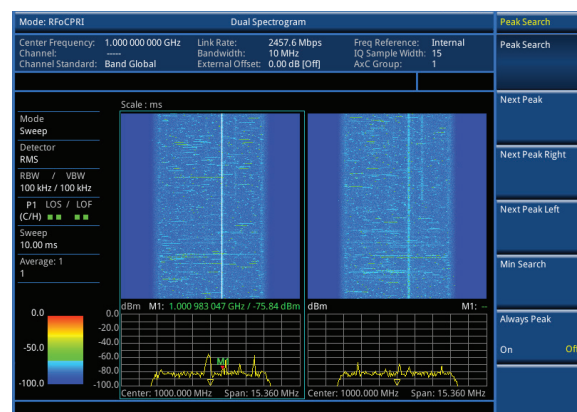 Mode: RFoCPRI
Dual Spectrogram
Peak Search
Center Frequency: 1.000 000 000 GHz
Link Rate: 2457.6 Mbps
Freq Reference: Internal
Channel: -----
Bandwidth: 10 MHz
IQ Sample Width: 15
Channel Standard: Band Global
External Offset: 0.00 dB [Off]
AxC Group: 1
Peak Search
Next Peak
Next Peak Right
Next Peak Left
Min Search
Always Peak
On Off
Scale : ms
Mode
Sweep
Detector
RMS
RBW / VBW
100 kHz / 100 kHz
P1 LOS / LOF
(C/H)
Sweep
10.00 ms
Average: 1
1
0.0
-50.0
-100.0
dBm M1: 1.000 983 047 GHz / -75.84 dBm
0.0
-20.0
-40.0
-60.0
-80.0
-100.0
M1
Center: 1000.000 MHz Span: 15.360 MHz
dBm M1: --
Center: 1000.000 MHz Span: 15.360 MHz